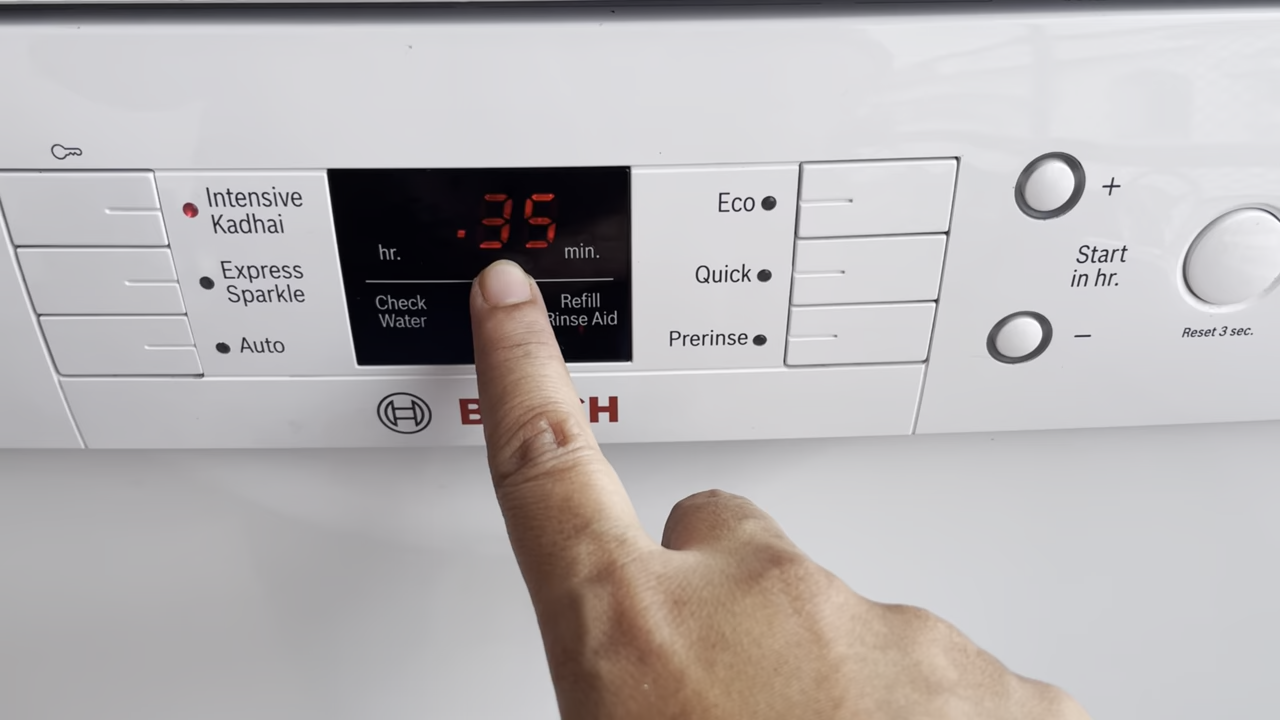 Intensive
Kadhai
Express
Sparkle
Auto
.35
hr.
min.
Check
Water
Refill
Rinse Aid
Eco
Quick
Prerinse
+
Start
in hr.
−
Reset 3 sec.